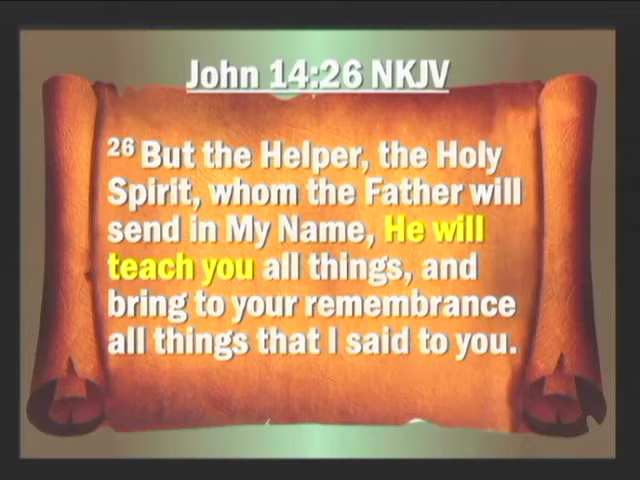 John 14:26 NKJV
26 But the Helper, the Holy
Spirit, whom the Father will
send in My Name, He will
teach you all things, and
bring to your remembrance
all things that I said to you.